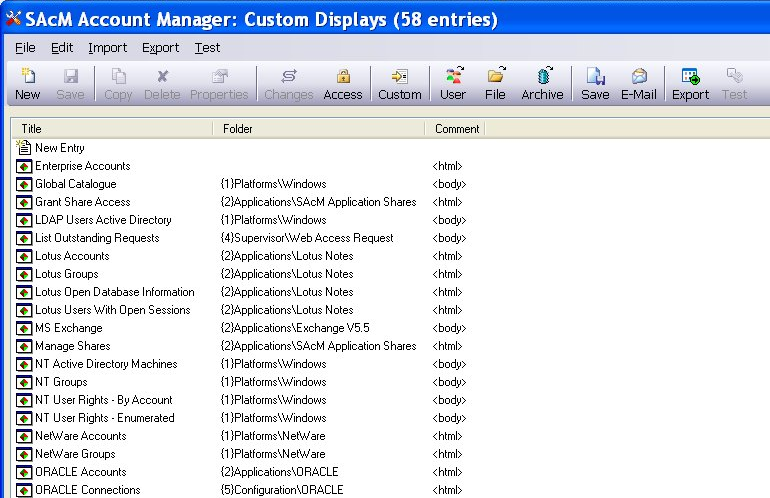 SAcM Account Manager: Custom Displays (58 entries)
File Edit Import Export Test
New Save Copy Delete Properties Changes Access Custom User File Archive Save E-Mail Export Test
Title Folder Comment
New Entry
Enterprise Accounts <html>
Global Catalogue {1}Platforms\Windows <body>
Grant Share Access {2}Applications\SAcM Application Shares <html>
LDAP Users Active Directory {1}Platforms\Windows <body>
List Outstanding Requests {4}Supervisor\Web Access Request <body>
Lotus Accounts {2}Applications\Lotus Notes <html>
Lotus Groups {2}Applications\Lotus Notes <html>
Lotus Open Database Information {2}Applications\Lotus Notes <html>
Lotus Users With Open Sessions {2}Applications\Lotus Notes <html>
MS Exchange {2}Applications\Exchange V5.5 <body>
Manage Shares {2}Applications\SAcM Application Shares <html>
NT Active Directory Machines {1}Platforms\Windows <body>
NT Groups {1}Platforms\Windows <body>
NT User Rights - By Account {1}Platforms\Windows <body>
NT User Rights - Enumerated {1}Platforms\Windows <body>
NetWare Accounts {1}Platforms\NetWare <html>
NetWare Groups {1}Platforms\NetWare <html>
ORACLE Accounts {2}Applications\ORACLE <html>
ORACLE Connections {5}Configuration\ORACLE <html>